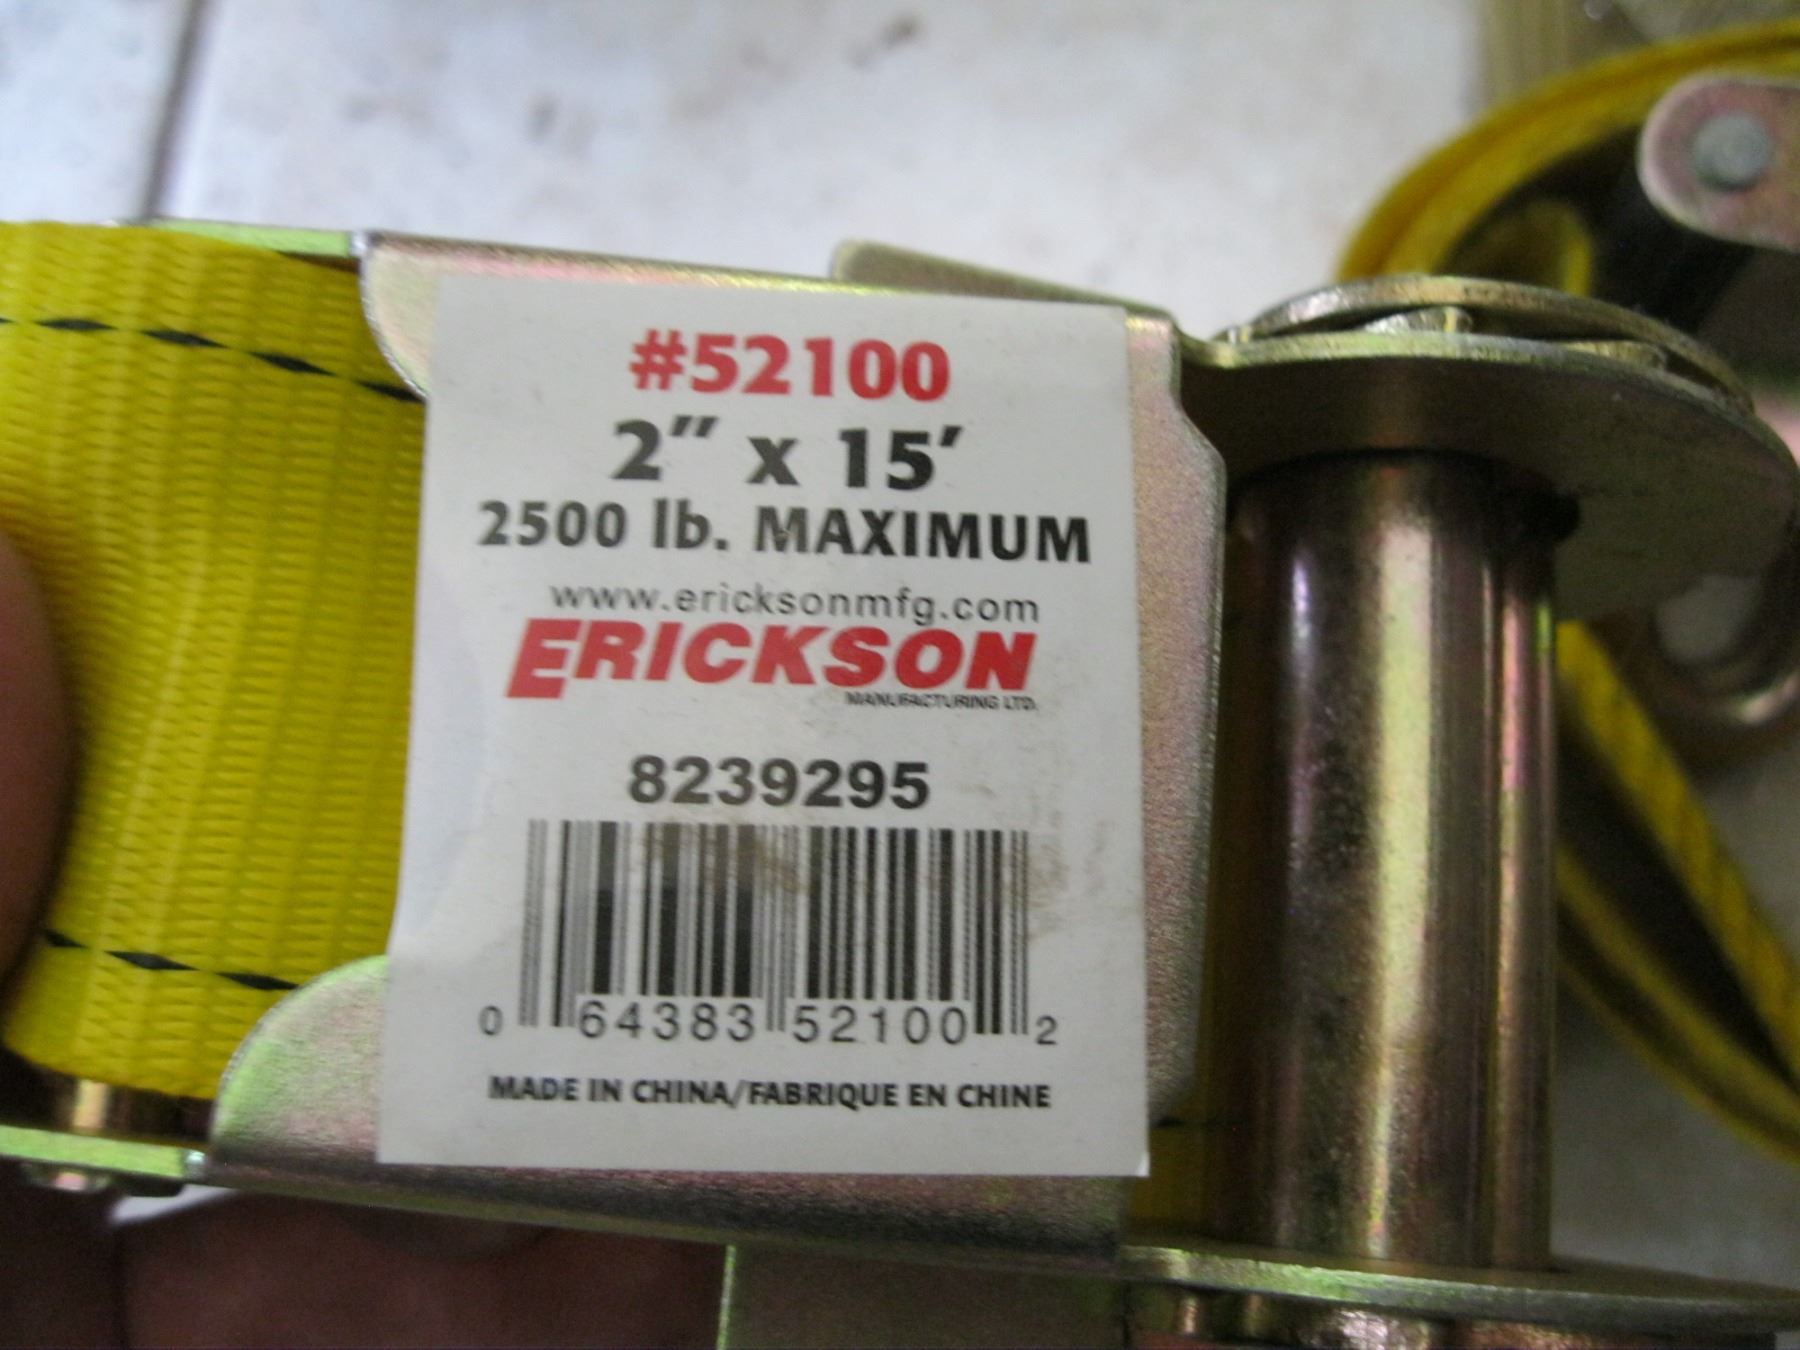 #52100
2" x 15'
2500 lb. MAXIMUM
www.ericksonmfg.com
ERICKSON
MANUFACTURING LTD.
8239295
0 64383 52100 2
MADE IN CHINA/FABRIQUE EN CHINE